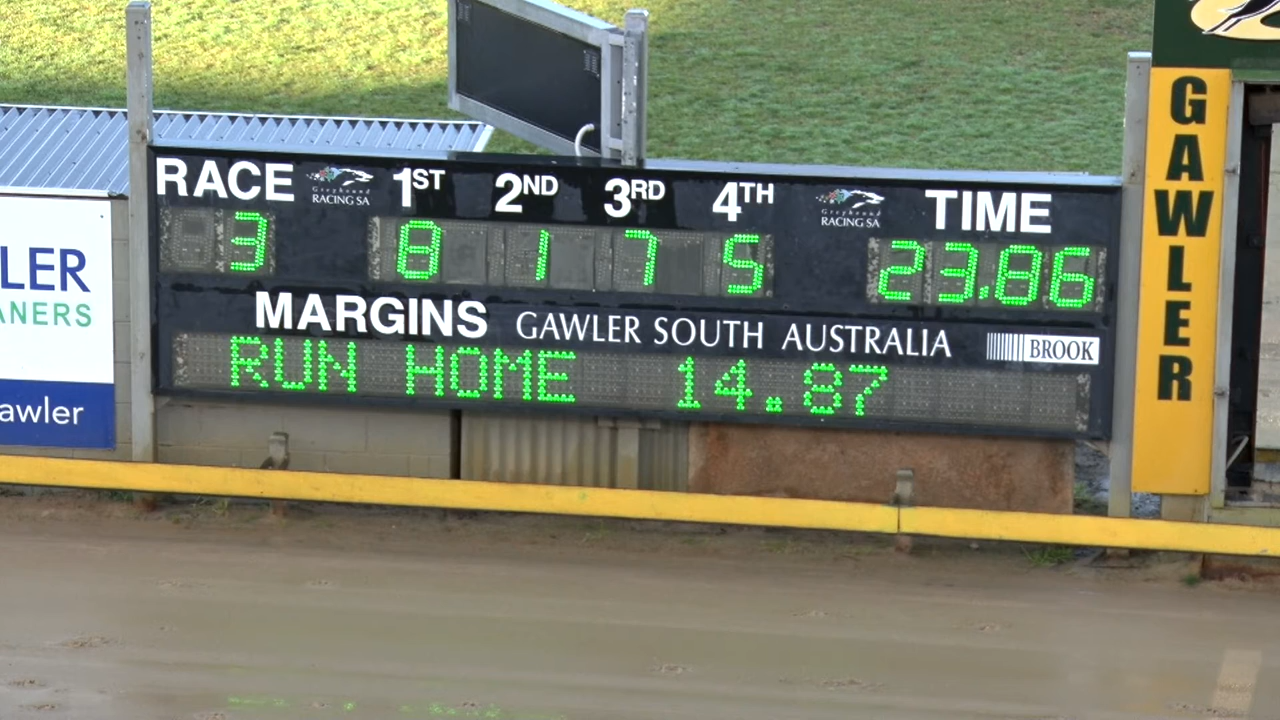 RACE Greyhound RACING SA 1ST 2ND 3RD 4TH Greyhound RACING SA TIME
3 8 1 7 5 23.86
MARGINS GAWLER SOUTH AUSTRALIA BROOK
RUN HOME 14.87
GAWLER
LER
ANERS
awler